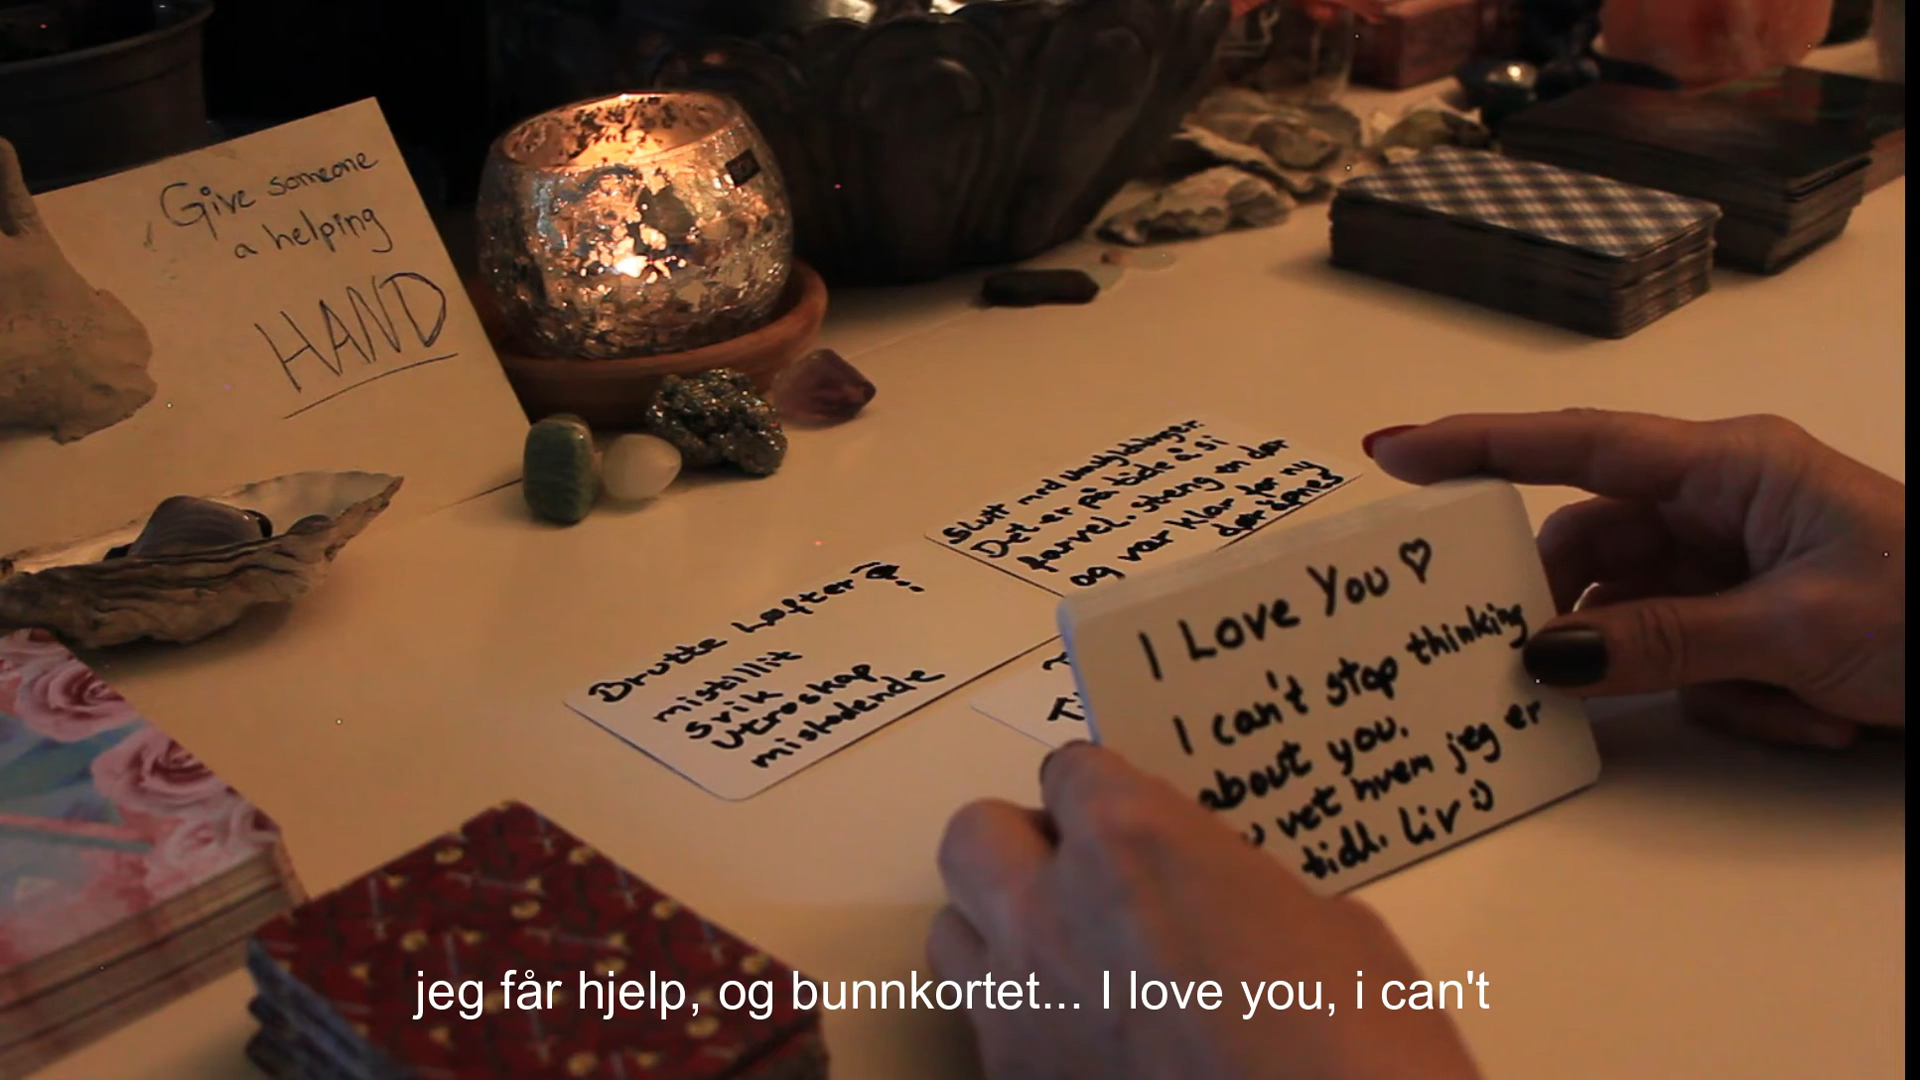 Give someone
a helping
HAND
Slutt med unnskyldninger.
Det er på tide å si
farvel. steng en dør
og vær klar for ny
dør åpnes
Brutte Løfter
mistillit
svik
utroskap
misledende
I Love You ♡
I can't stop thinking
about you.
vet hvem jeg er
tidl. liv :)
jeg får hjelp, og bunnkortet... I love you, i can't